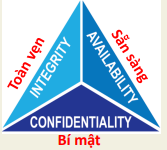 Toàn vẹn
INTEGRITY
AVAILABILITY
Sẵn sàng
CONFIDENTIALITY
Bí mật